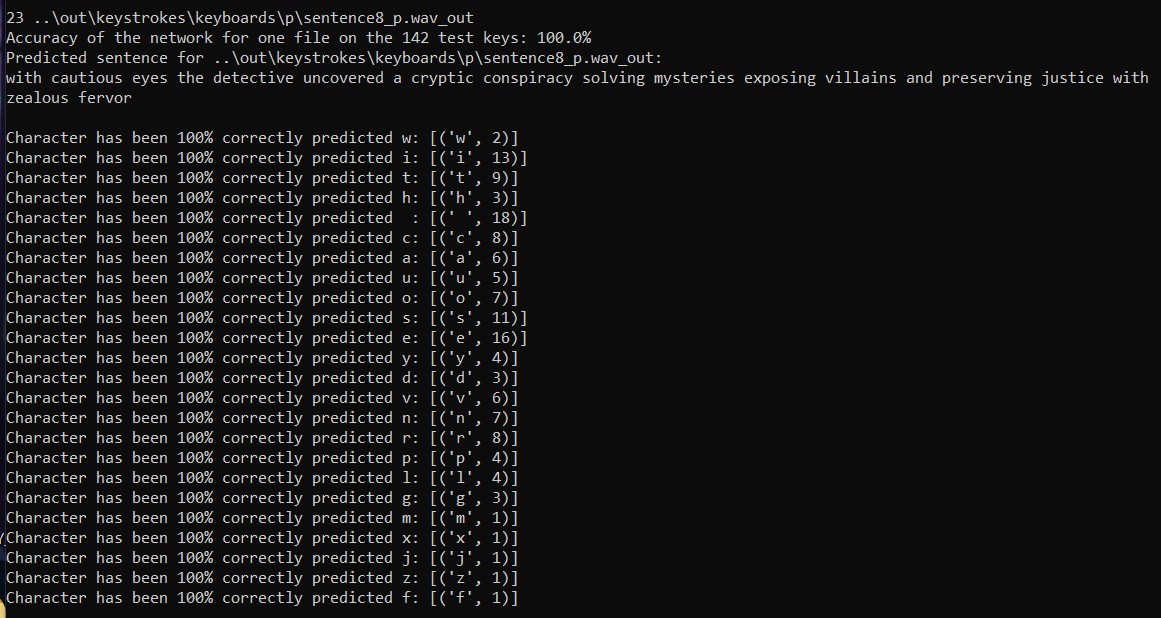 23 ..\out\keystrokes\keyboards\p\sentence8_p.wav_out
Accuracy of the network for one file on the 142 test keys: 100.0%
Predicted sentence for ..\out\keystrokes\keyboards\p\sentence8_p.wav_out:
with cautious eyes the detective uncovered a cryptic conspiracy solving mysteries exposing villains and preserving justice with
zealous fervor

Character has been 100% correctly predicted w: [('w', 2)]
Character has been 100% correctly predicted i: [('i', 13)]
Character has been 100% correctly predicted t: [('t', 9)]
Character has been 100% correctly predicted h: [('h', 3)]
Character has been 100% correctly predicted  : [(' ', 18)]
Character has been 100% correctly predicted c: [('c', 8)]
Character has been 100% correctly predicted a: [('a', 6)]
Character has been 100% correctly predicted u: [('u', 5)]
Character has been 100% correctly predicted o: [('o', 7)]
Character has been 100% correctly predicted s: [('s', 11)]
Character has been 100% correctly predicted e: [('e', 16)]
Character has been 100% correctly predicted y: [('y', 4)]
Character has been 100% correctly predicted d: [('d', 3)]
Character has been 100% correctly predicted v: [('v', 6)]
Character has been 100% correctly predicted n: [('n', 7)]
Character has been 100% correctly predicted r: [('r', 8)]
Character has been 100% correctly predicted p: [('p', 4)]
Character has been 100% correctly predicted l: [('l', 4)]
Character has been 100% correctly predicted g: [('g', 3)]
Character has been 100% correctly predicted m: [('m', 1)]
Character has been 100% correctly predicted x: [('x', 1)]
Character has been 100% correctly predicted j: [('j', 1)]
Character has been 100% correctly predicted z: [('z', 1)]
Character has been 100% correctly predicted f: [('f', 1)]